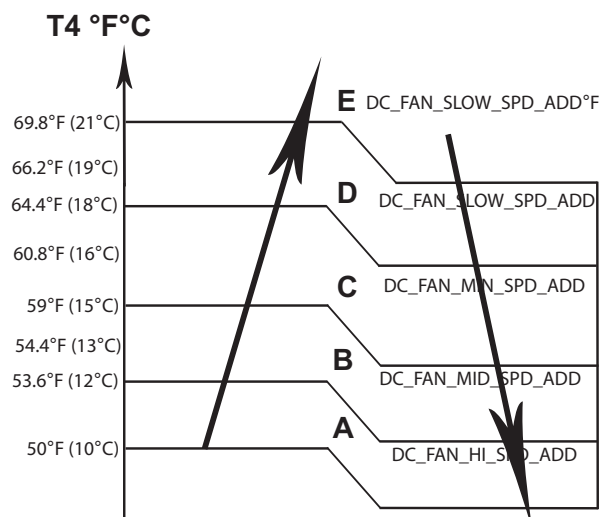 T4 °F°C
E DC_FAN_SLOW_SPD_ADD°F
69.8°F (21°C)
66.2°F (19°C)
D DC_FAN_SLOW_SPD_ADD
64.4°F (18°C)
60.8°F (16°C)
C DC_FAN_MIN_SPD_ADD
59°F (15°C)
54.4°F (13°C)
B DC_FAN_MID_SPD_ADD
53.6°F (12°C)
A
50°F (10°C) DC_FAN_HI_SPD_ADD